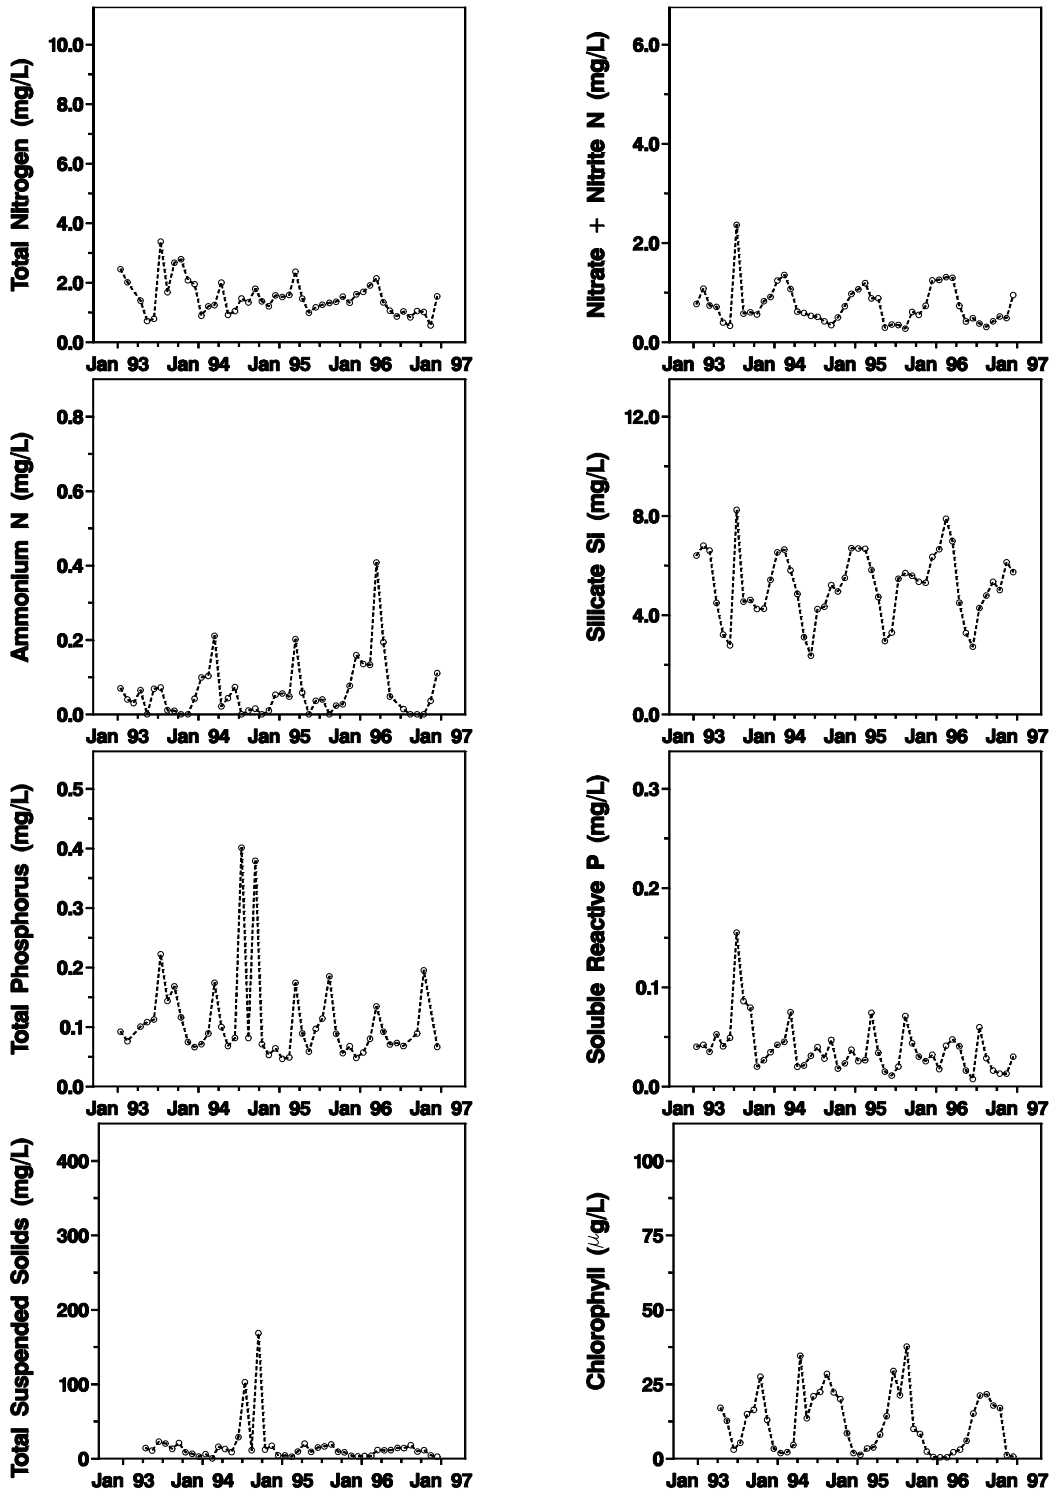 Total Nitrogen (mg/L)
10.0
8.0
6.0
4.0
2.0
0.0
Jan 93 Jan 94 Jan 95 Jan 96 Jan 97
Nitrate + Nitrite N (mg/L)
6.0
4.0
2.0
0.0
Jan 93 Jan 94 Jan 95 Jan 96 Jan 97
Ammonium N (mg/L)
0.8
0.6
0.4
0.2
0.0
Jan 93 Jan 94 Jan 95 Jan 96 Jan 97
Silicate Si (mg/L)
12.0
8.0
4.0
0.0
Jan 93 Jan 94 Jan 95 Jan 96 Jan 97
Total Phosphorus (mg/L)
0.5
0.4
0.3
0.2
0.1
0.0
Jan 93 Jan 94 Jan 95 Jan 96 Jan 97
Soluble Reactive P (mg/L)
0.3
0.2
0.1
0.0
Jan 93 Jan 94 Jan 95 Jan 96 Jan 97
Total Suspended Solids (mg/L)
400
300
200
100
0
Jan 93 Jan 94 Jan 95 Jan 96 Jan 97
Chlorophyll (μg/L)
100
75
50
25
0
Jan 93 Jan 94 Jan 95 Jan 96 Jan 97